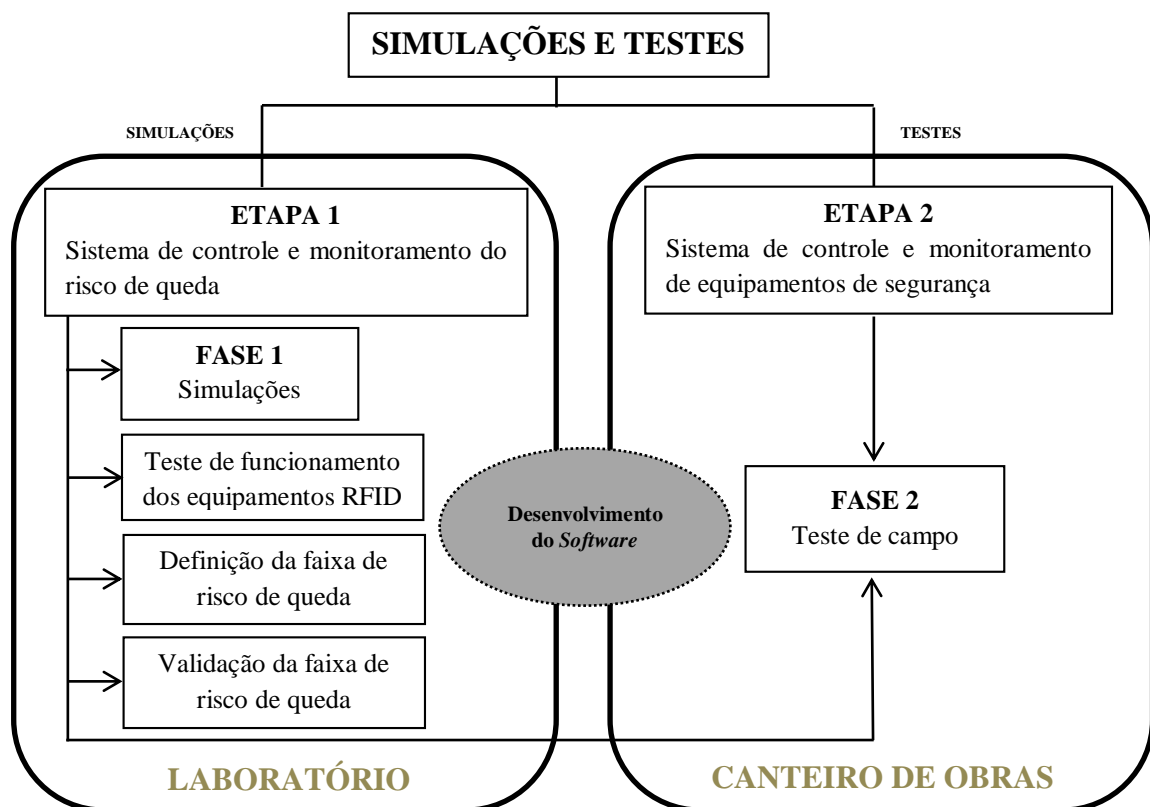 SIMULAÇÕES E TESTES
SIMULAÇÕES
TESTES
ETAPA 1
Sistema de controle e monitoramento do
risco de queda
FASE 1
Simulações
Teste de funcionamento
dos equipamentos RFID
Definição da faixa de
risco de queda
Validação da faixa de
risco de queda
LABORATÓRIO
Desenvolvimento
do Software
ETAPA 2
Sistema de controle e monitoramento
de equipamentos de segurança
FASE 2
Teste de campo
CANTEIRO DE OBRAS